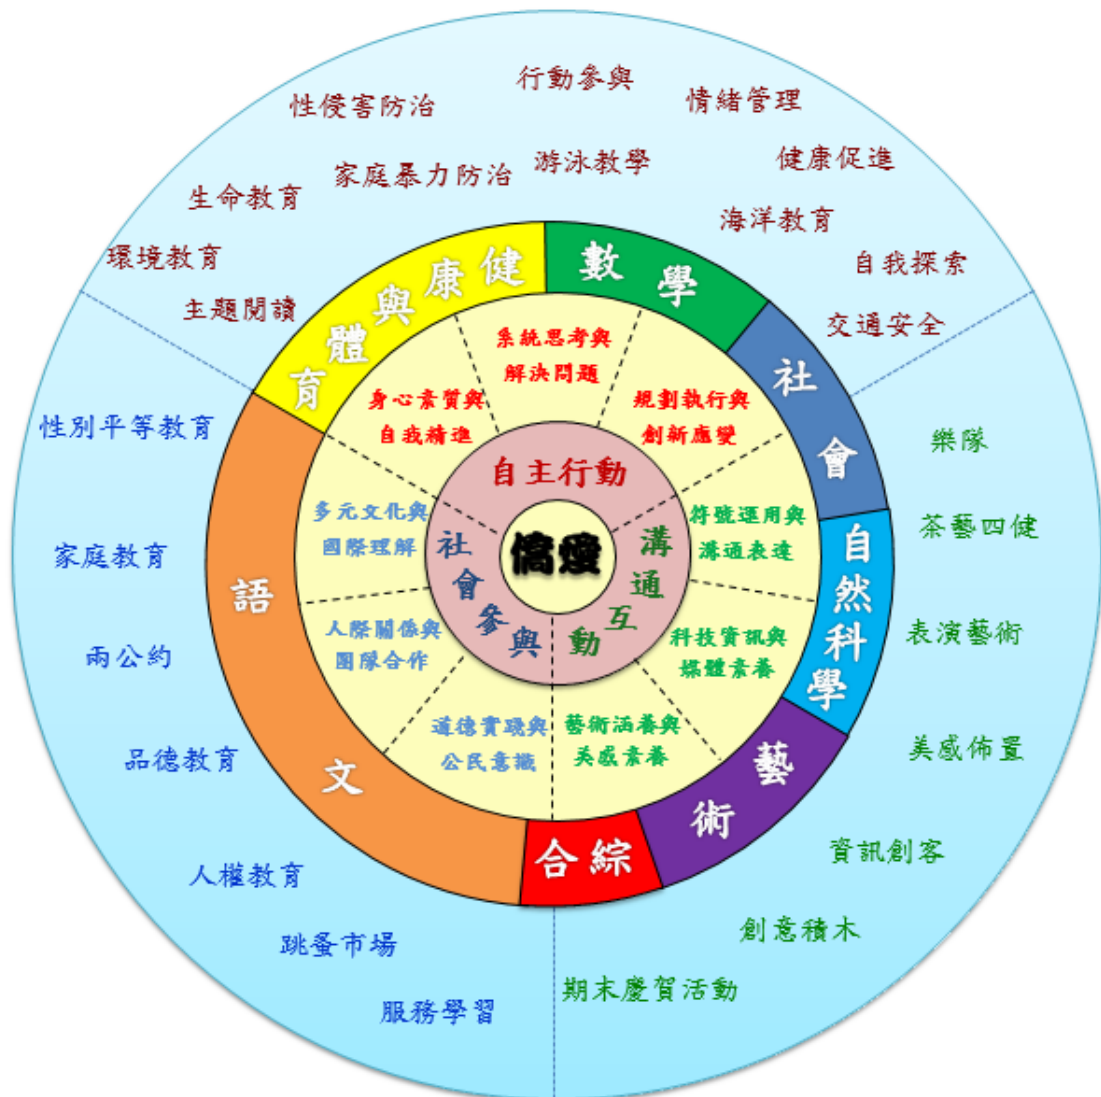 行動參與
性侵害防治
情緒管理
游泳教學
健康促進
家庭暴力防治
生命教育
海洋教育
環境教育
自我探索
主題閱讀
交通安全
健康與體育
數學
社會
自然科學
藝術
綜合
語文
系統思考與
解決問題
身心素質與
自我精進
規劃執行與
創新應變
自主行動
溝通互動
社會參與
僑愛
多元文化與
國際理解
人際關係與
團隊合作
道德實踐與
公民意識
符號運用與
溝通表達
科技資訊與
媒體素養
藝術涵養與
美感素養
性別平等教育
家庭教育
兩公約
品德教育
人權教育
跳蚤市場
服務學習
樂隊
茶藝四健
表演藝術
美感佈置
資訊創客
創意積木
期末慶賀活動